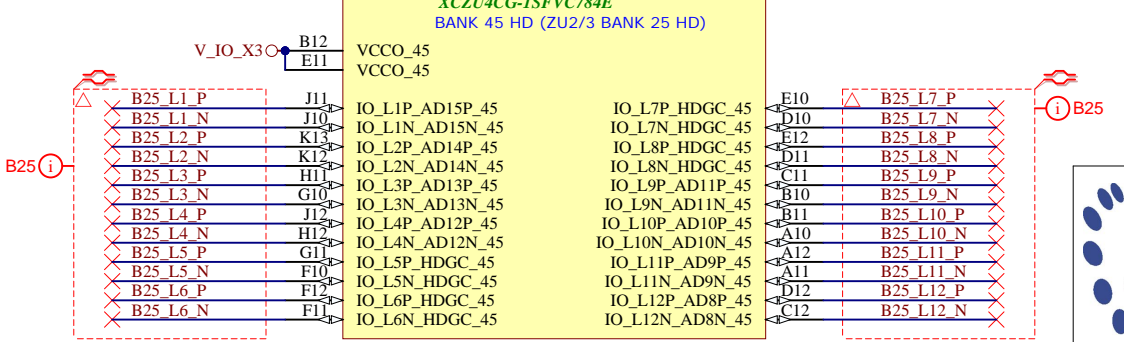 XCZU4CG-1SFVC784E
BANK 45 HD (ZU2/3 BANK 25 HD)
V_IO_X3 B12 VCCO_45
E11 VCCO_45
B25_L1_P J11 IO_L1P_AD15P_45 IO_L7P_HDGC_45 E10 B25_L7_P
B25_L1_N J10 IO_L1N_AD15N_45 IO_L7N_HDGC_45 D10 B25_L7_N
B25_L2_P K13 IO_L2P_AD14P_45 IO_L8P_HDGC_45 E12 B25_L8_P
B25_L2_N K12 IO_L2N_AD14N_45 IO_L8N_HDGC_45 D11 B25_L8_N
B25_L3_P H11 IO_L3P_AD13P_45 IO_L9P_AD11P_45 C11 B25_L9_P
B25_L3_N G10 IO_L3N_AD13N_45 IO_L9N_AD11N_45 B10 B25_L9_N
B25_L4_P J12 IO_L4P_AD12P_45 IO_L10P_AD10P_45 B11 B25_L10_P
B25_L4_N H12 IO_L4N_AD12N_45 IO_L10N_AD10N_45 A10 B25_L10_N
B25_L5_P G11 IO_L5P_HDGC_45 IO_L11P_AD9P_45 A12 B25_L11_P
B25_L5_N F10 IO_L5N_HDGC_45 IO_L11N_AD9N_45 A11 B25_L11_N
B25_L6_P F12 IO_L6P_HDGC_45 IO_L12P_AD8P_45 D12 B25_L12_P
B25_L6_N F11 IO_L6N_HDGC_45 IO_L12N_AD8N_45 C12 B25_L12_N
B25 i
i B25